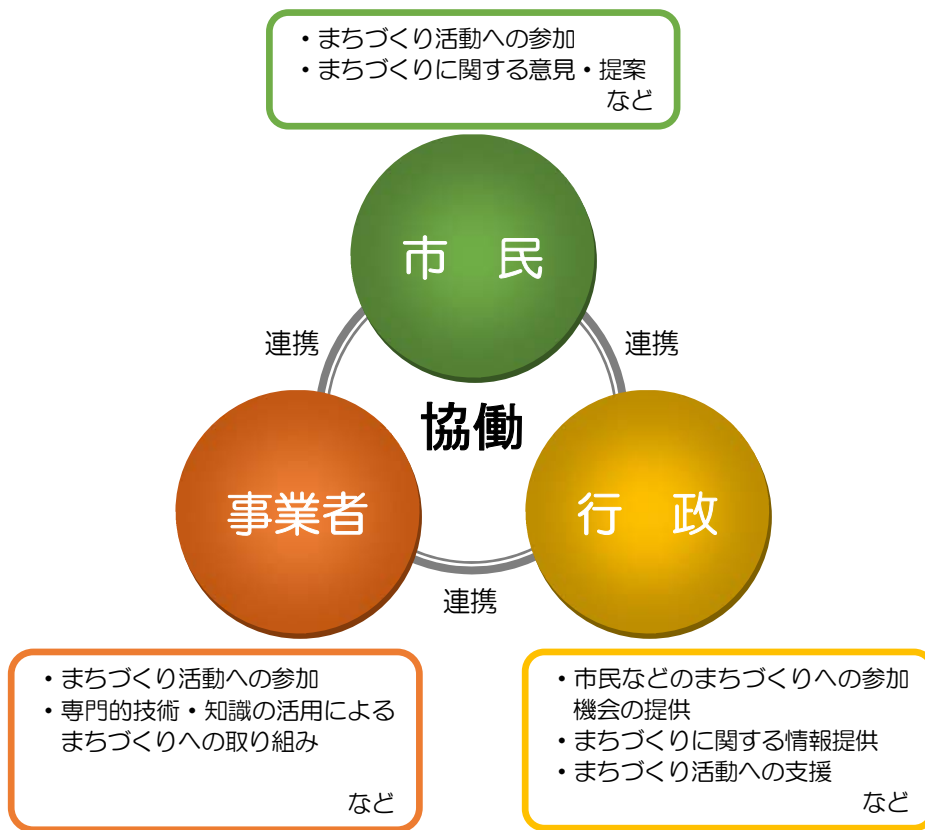 ・まちづくり活動への参加
・まちづくりに関する意見・提案
など
市　民
連携
連携
協働
事業者
行　政
連携
・まちづくり活動への参加
・専門的技術・知識の活用による
まちづくりへの取り組み
など
・市民などのまちづくりへの参加
機会の提供
・まちづくりに関する情報提供
・まちづくり活動への支援
など